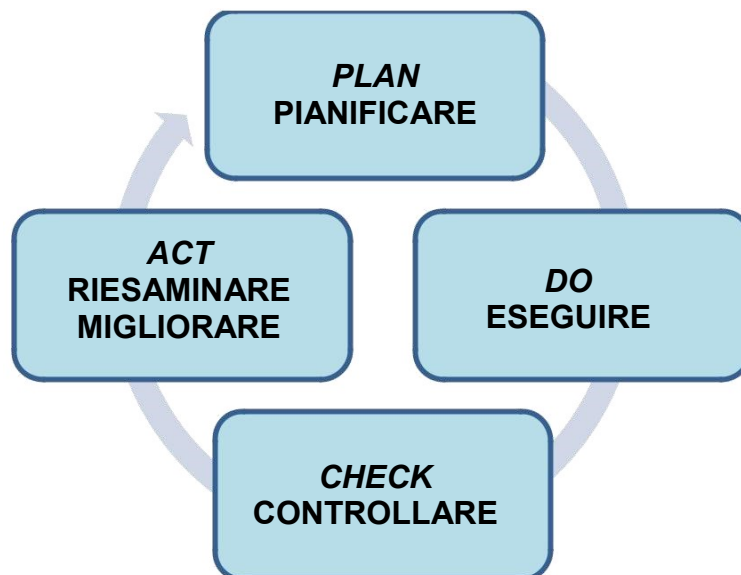 PLAN
PIANIFICARE
DO
ESEGUIRE
CHECK
CONTROLLARE
ACT
RIESAMINARE
MIGLIORARE